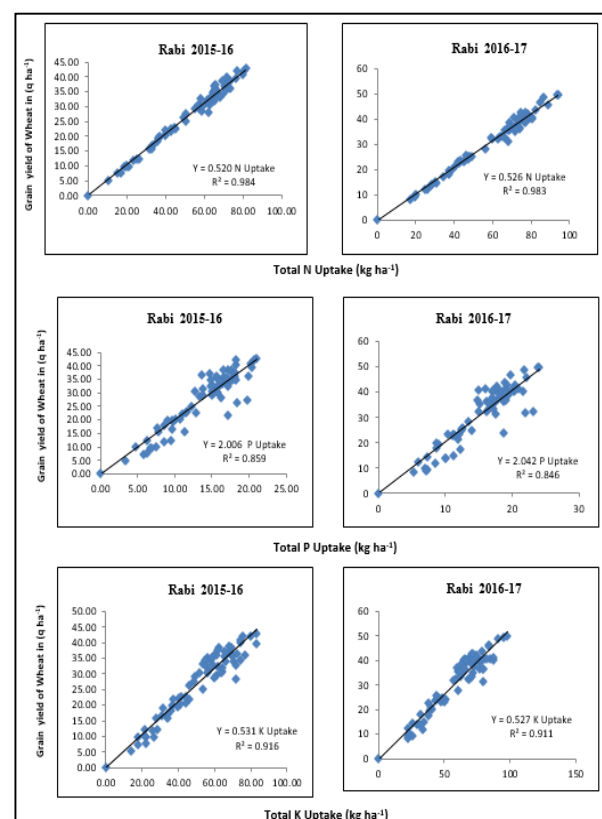 Rabi 2015-16
Grain yield of Wheat in (q ha-1)
45.00
40.00
35.00
30.00
25.00
20.00
15.00
10.00
5.00
0.00
Y = 0.520 N Uptake
R² = 0.984
0.00 20.00 40.00 60.00 80.00 100.00
Rabi 2016-17
60
50
40
30
20
10
0
Y = 0.526 N Uptake
R² = 0.983
0 20 40 60 80 100
Total N Uptake (kg ha-1)
Rabi 2015-16
Grain yield of Wheat in (q ha-1)
45.00
40.00
35.00
30.00
25.00
20.00
15.00
10.00
5.00
0.00
Y = 2.006 P Uptake
R² = 0.859
0.00 5.00 10.00 15.00 20.00 25.00
Rabi 2016-17
60
50
40
30
20
10
0
Y = 2.042 P Uptake
R² = 0.846
0 10 20 30
Total P Uptake (kg ha-1)
Rabi 2015-16
Grain yield of Wheat in (q ha-1)
50.00
45.00
40.00
35.00
30.00
25.00
20.00
15.00
10.00
5.00
0.00
Y = 0.531 K Uptake
R² = 0.916
0.00 20.00 40.00 60.00 80.00 100.00
Rabi 2016-17
60
50
40
30
20
10
0
Y = 0.527 K Uptake
R² = 0.911
0 50 100 150
Total K Uptake (kg ha-1)